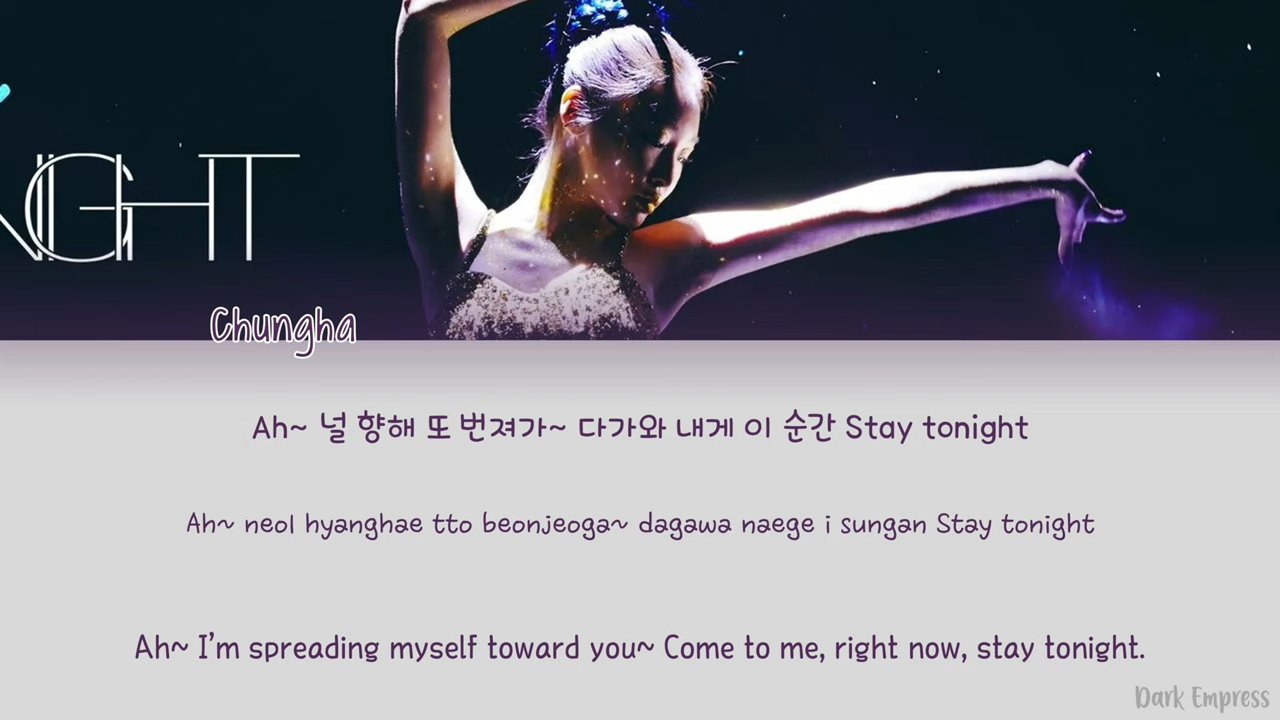 NIGHT
Chungha
Ah~ 널 향해 또 번져가~ 다가와 내게 이 순간 Stay tonight
Ah~ neol hyanghae tto beonjeoga~ dagawa naege i sungan Stay tonight
Ah~ I’m spreading myself toward you~ Come to me, right now, stay tonight.
Dark Empress